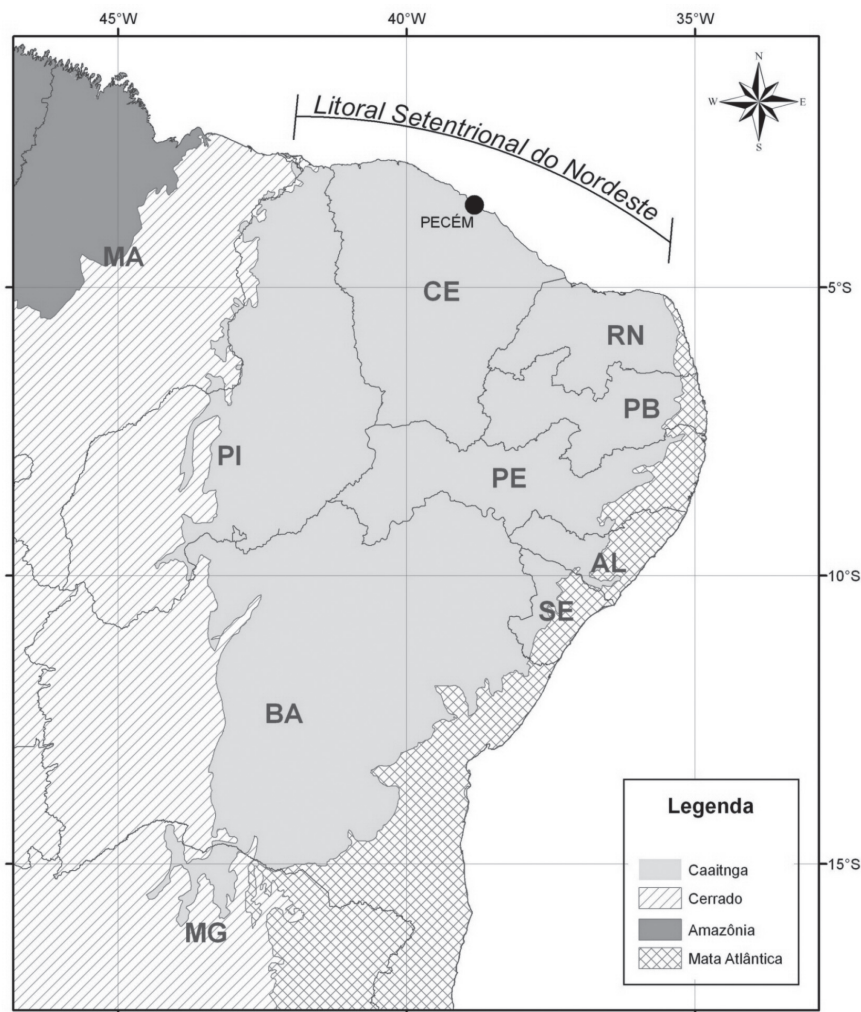 45°W
40°W
35°W
N
W
E
S
Litoral Setentrional do Nordeste
PECÉM
MA
CE
5°S
RN
PB
PI
PE
AL
10°S
SE
BA
Legenda
Caaitnga
15°S
Cerrado
MG
Amazônia
Mata Atlântica